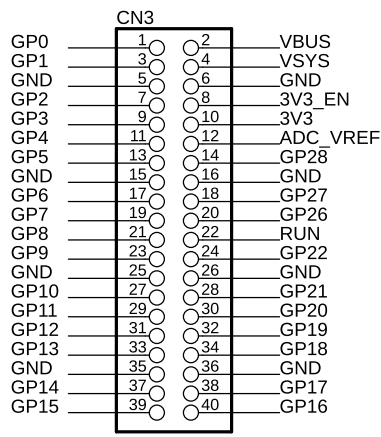 CN3
GP0 1 2 VBUS
GP1 3 4 VSYS
GND 5 6 GND
GP2 7 8 3V3_EN
GP3 9 10 3V3
GP4 11 12 ADC_VREF
GP5 13 14 GP28
GND 15 16 GND
GP6 17 18 GP27
GP7 19 20 GP26
GP8 21 22 RUN
GP9 23 24 GP22
GND 25 26 GND
GP10 27 28 GP21
GP11 29 30 GP20
GP12 31 32 GP19
GP13 33 34 GP18
GND 35 36 GND
GP14 37 38 GP17
GP15 39 40 GP16